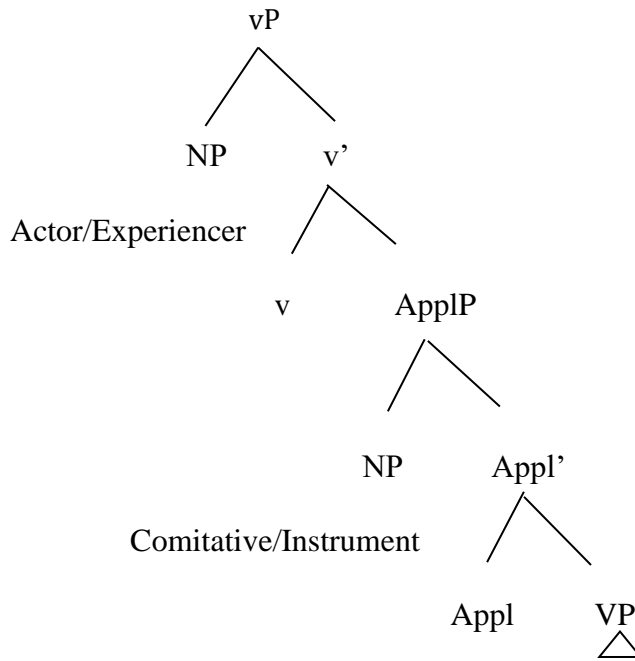 vP
NP v’
Actor/Experiencer
v ApplP
NP Appl’
Comitative/Instrument
Appl VP